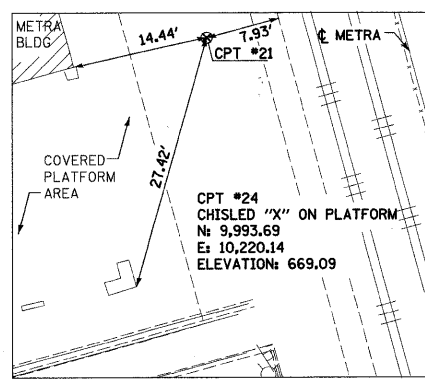 METRA
BLDG
14.44'
7.93'
℄ METRA
CPT #21
27.42'
COVERED
PLATFORM
AREA
CPT #24
CHISLED "X" ON PLATFORM
N: 9,993.69
E: 10,220.14
ELEVATION: 669.09